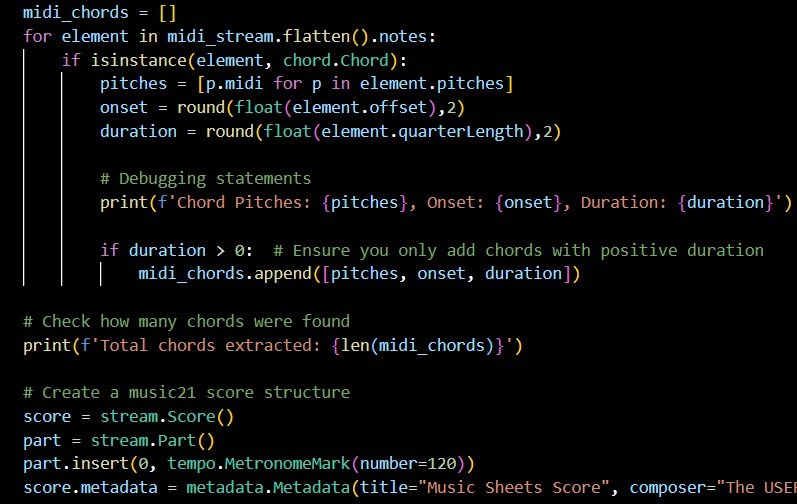 midi_chords = []
for element in midi_stream.flatten().notes:
    if isinstance(element, chord.Chord):
        pitches = [p.midi for p in element.pitches]
        onset = round(float(element.offset),2)
        duration = round(float(element.quarterLength),2)

        # Debugging statements
        print(f'Chord Pitches: {pitches}, Onset: {onset}, Duration: {duration}')

        if duration > 0:  # Ensure you only add chords with positive duration
            midi_chords.append([pitches, onset, duration])

# Check how many chords were found
print(f'Total chords extracted: {len(midi_chords)}')

# Create a music21 score structure
score = stream.Score()
part = stream.Part()
part.insert(0, tempo.MetronomeMark(number=120))
score.metadata = metadata.Metadata(title="Music Sheets Score", composer="The USER